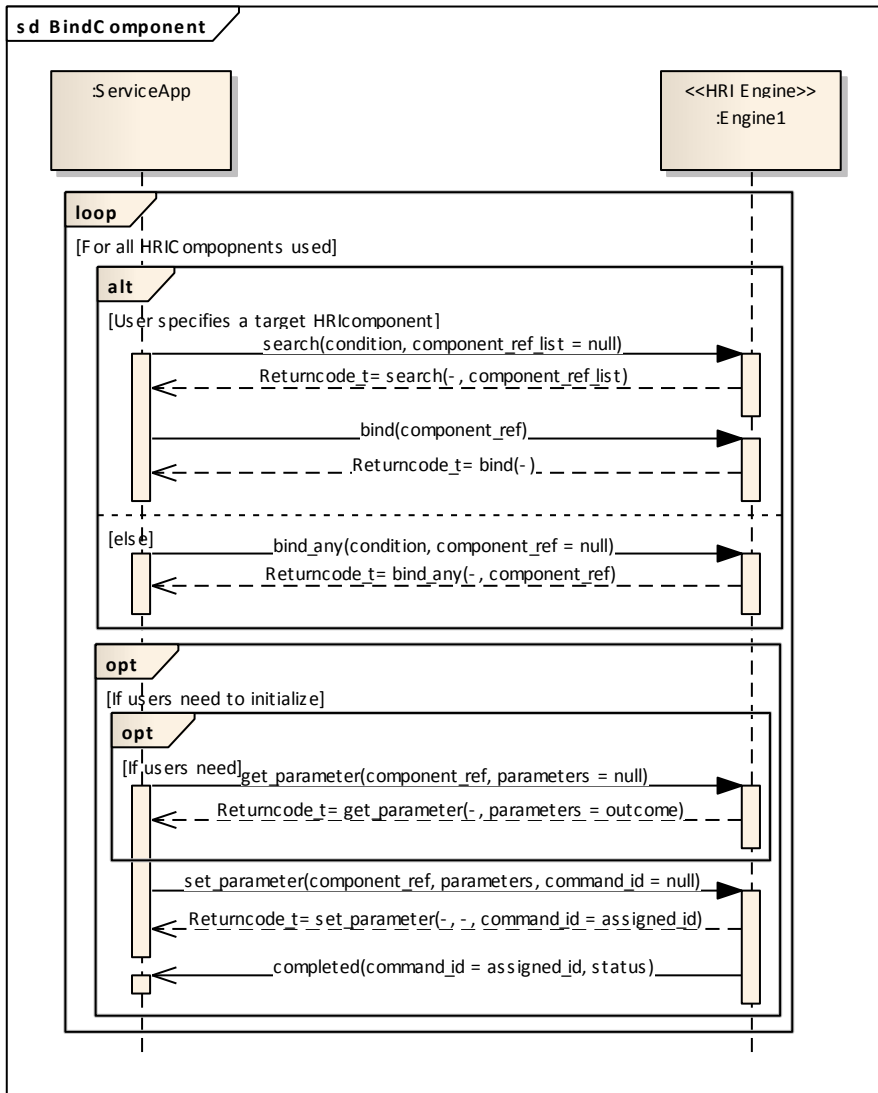 sd BindComponent
:ServiceApp
<<HRI Engine>>
:Engine1
loop
[For all HRICompopnents used]
alt
[User specifies a target HRIcomponent]
search(condition, component_ref_list = null)
Returncode_t= search(-, component_ref_list)
bind(component_ref)
Returncode_t= bind(-)
[else]
bind_any(condition, component_ref = null)
Returncode_t= bind_any(-, component_ref)
opt
[If users need to initialize]
opt
[If users need]
get_parameter(component_ref, parameters = null)
Returncode_t= get_parameter(-, parameters = outcome)
set_parameter(component_ref, parameters, command_id = null)
Returncode_t= set_parameter(-, -, command_id = assigned_id)
completed(command_id = assigned_id, status)